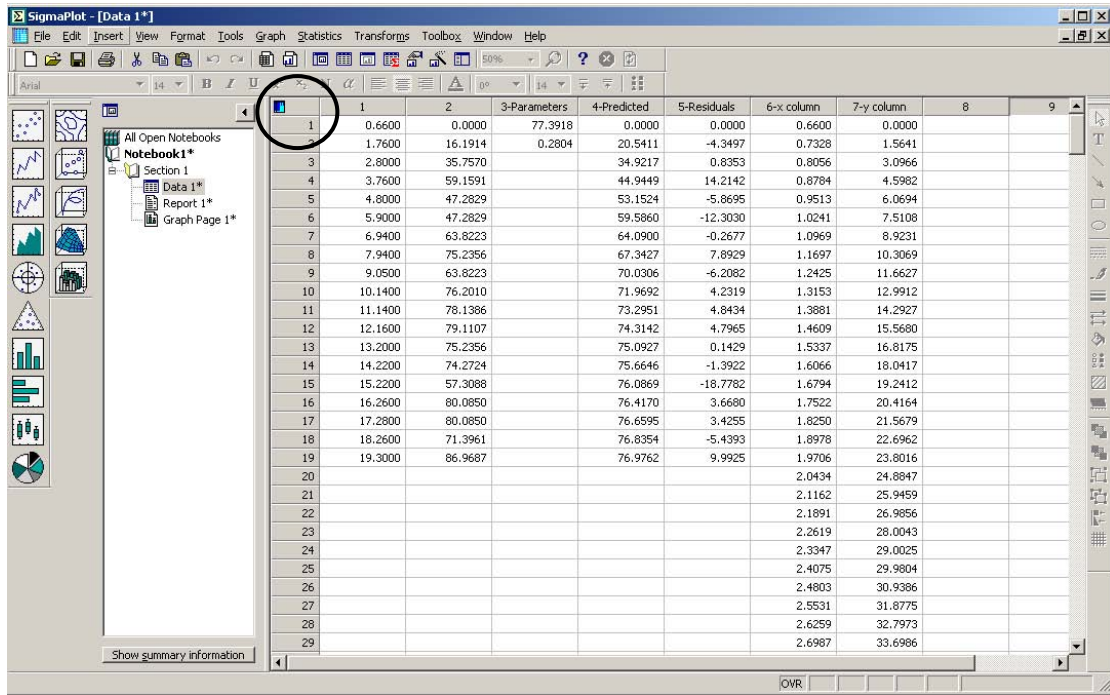 SigmaPlot - [Data 1*]
File Edit Insert View Format Tools Graph Statistics Transforms Toolbox Window Help
50%
Arial 14 B I U α A 0º 14
All Open Notebooks
Notebook1*
Section 1
Data 1*
Report 1*
Graph Page 1*
Show summary information
1 2 3-Parameters 4-Predicted 5-Residuals 6-x column 7-y column 8 9
1 0.6600 0.0000 77.3918 0.0000 0.0000 0.6600 0.0000
2 1.7600 16.1914 0.2804 20.5411 -4.3497 0.7328 1.5641
3 2.8000 35.7570 34.9217 0.8353 0.8056 3.0966
4 3.7600 59.1591 44.9449 14.2142 0.8784 4.5982
5 4.8000 47.2829 53.1524 -5.8695 0.9513 6.0694
6 5.9000 47.2829 59.5860 -12.3030 1.0241 7.5108
7 6.9400 63.8223 64.0900 -0.2677 1.0969 8.9231
8 7.9400 75.2356 67.3427 7.8929 1.1697 10.3069
9 9.0500 63.8223 70.0306 -6.2082 1.2425 11.6627
10 10.1400 76.2010 71.9692 4.2319 1.3153 12.9912
11 11.1400 78.1386 73.2951 4.8434 1.3881 14.2927
12 12.1600 79.1107 74.3142 4.7965 1.4609 15.5680
13 13.2000 75.2356 75.0927 0.1429 1.5337 16.8175
14 14.2200 74.2724 75.6646 -1.3922 1.6066 18.0417
15 15.2200 57.3088 76.0869 -18.7782 1.6794 19.2412
16 16.2600 80.0850 76.4170 3.6680 1.7522 20.4164
17 17.2800 80.0850 76.6595 3.4255 1.8250 21.5679
18 18.2600 71.3961 76.8354 -5.4393 1.8978 22.6962
19 19.3000 86.9687 76.9762 9.9925 1.9706 23.8016
20 2.0434 24.8847
21 2.1162 25.9459
22 2.1891 26.9856
23 2.2619 28.0043
24 2.3347 29.0025
25 2.4075 29.9804
26 2.4803 30.9386
27 2.5531 31.8775
28 2.6259 32.7973
29 2.6987 33.6986
OVR